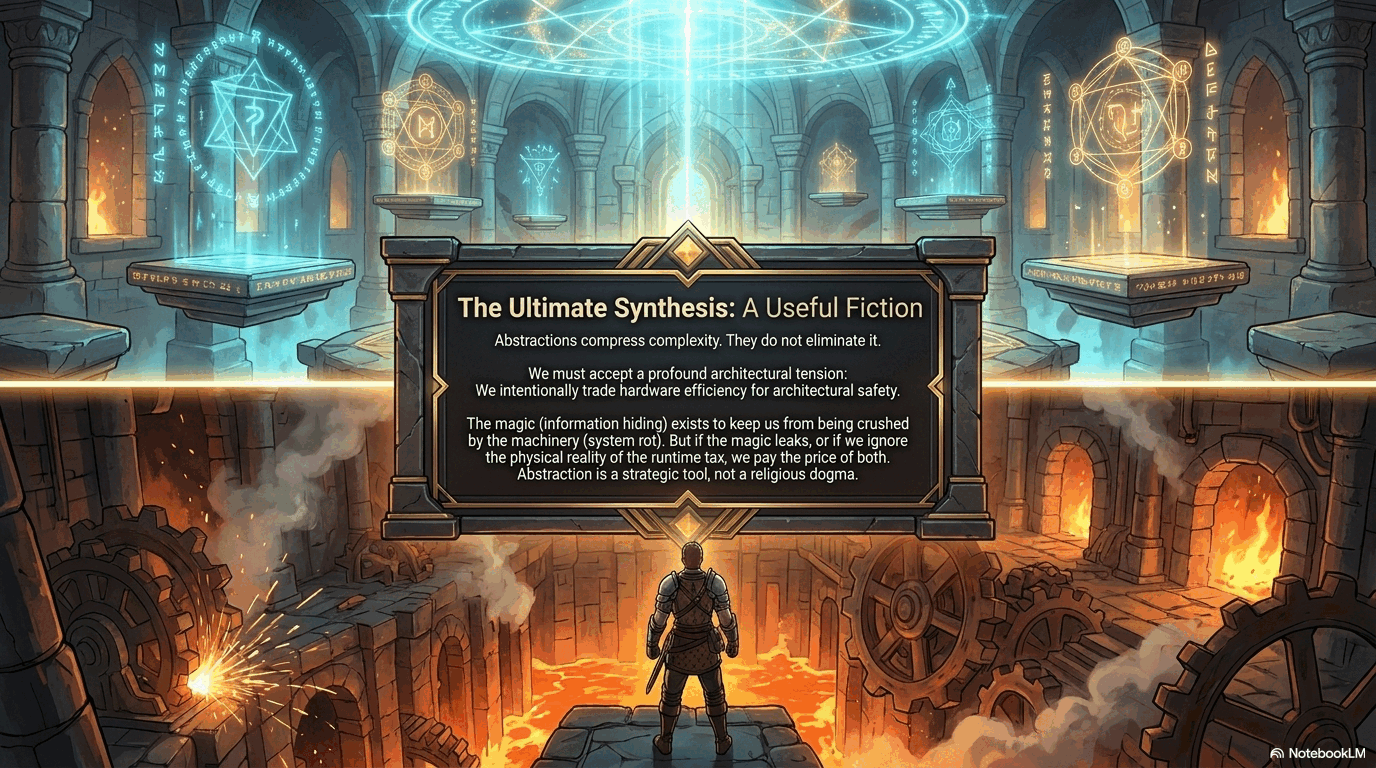 The Ultimate Synthesis: A Useful Fiction
Abstractions compress complexity. They do not eliminate it.
We must accept a profound architectural tension:
We intentionally trade hardware efficiency for architectural safety.
The magic (information hiding) exists to keep us from being crushed
by the machinery (system rot). But if the magic leaks, or if we ignore
the physical reality of the runtime tax, we pay the price of both.
Abstraction is a strategic tool, not a religious dogma.
NotebookLM